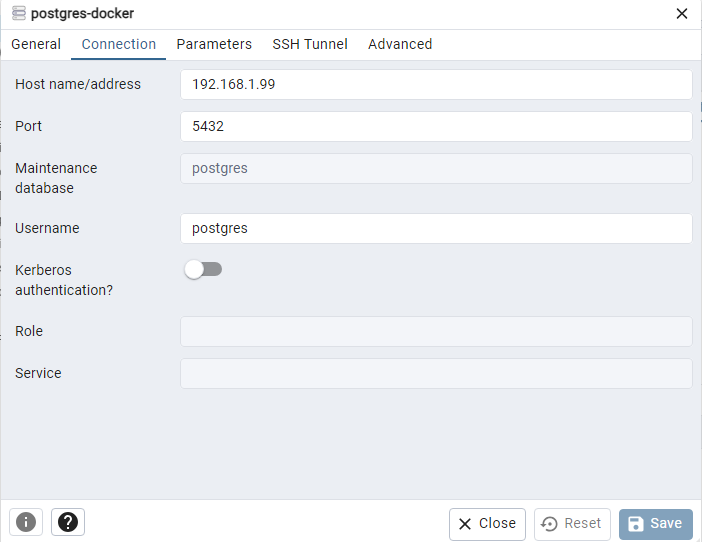 postgres-docker
General Connection Parameters SSH Tunnel Advanced
Host name/address 192.168.1.99
Port 5432
Maintenance database postgres
Username postgres
Kerberos authentication?
Role
Service
Close Reset Save